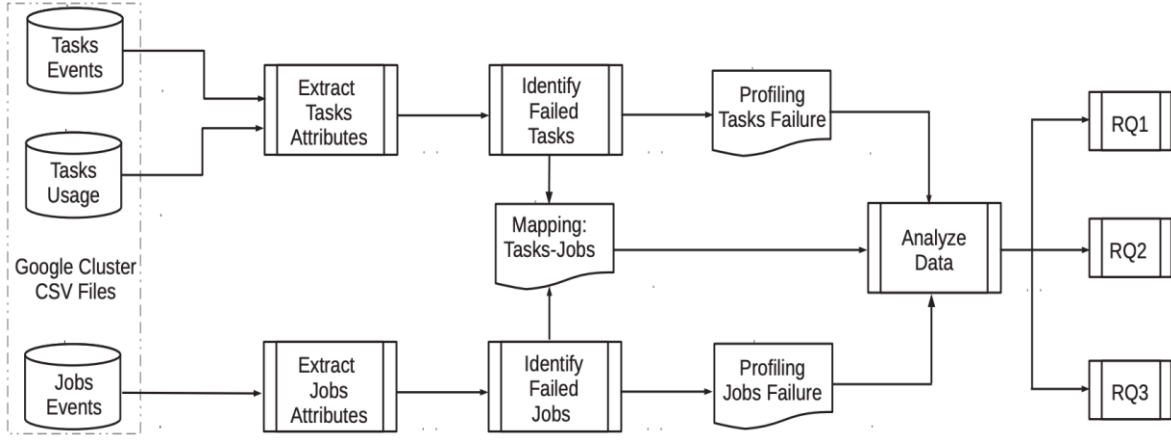 Tasks
Events
Tasks
Usage
Google Cluster
CSV Files
Jobs
Events
Extract
Tasks
Attributes
Identify
Failed
Tasks
Profiling
Tasks Failure
Mapping:
Tasks-Jobs
Extract
Jobs
Attributes
Identify
Failed
Jobs
Profiling
Jobs Failure
Analyze
Data
RQ1
RQ2
RQ3